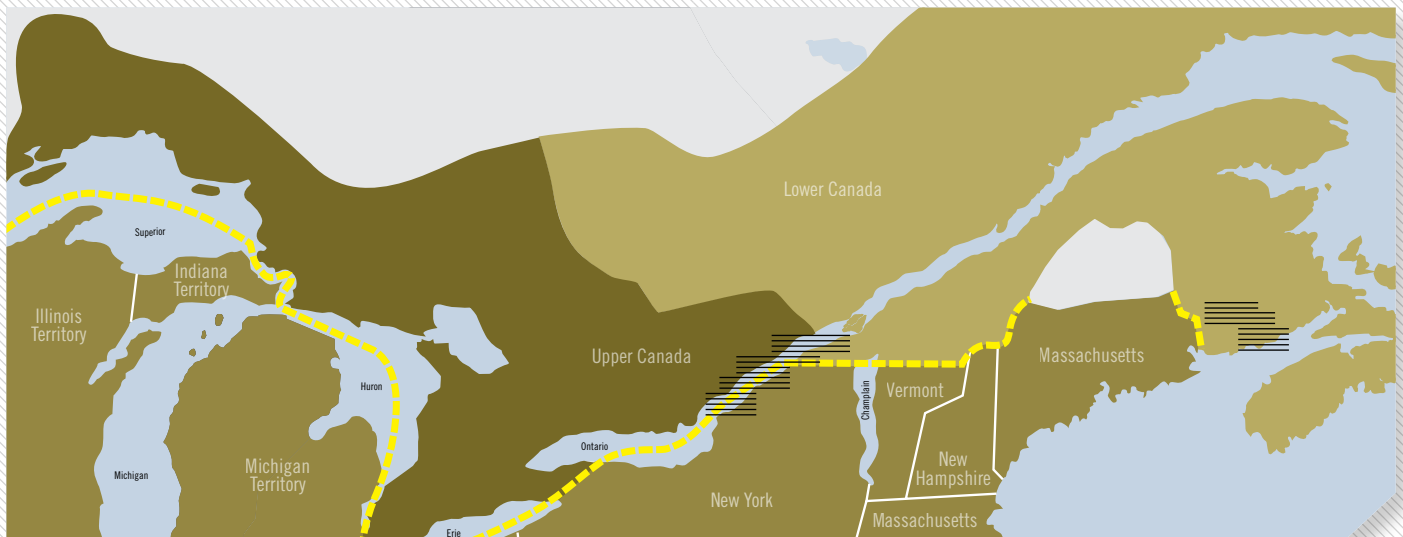 Lower Canada
Superior
Indiana
Territory
Illinois
Territory
Upper Canada
Massachusetts
Huron
Champlain
Vermont
Ontario
Michigan
Michigan
Territory
New
Hampshire
New York
Massachusetts
Erie